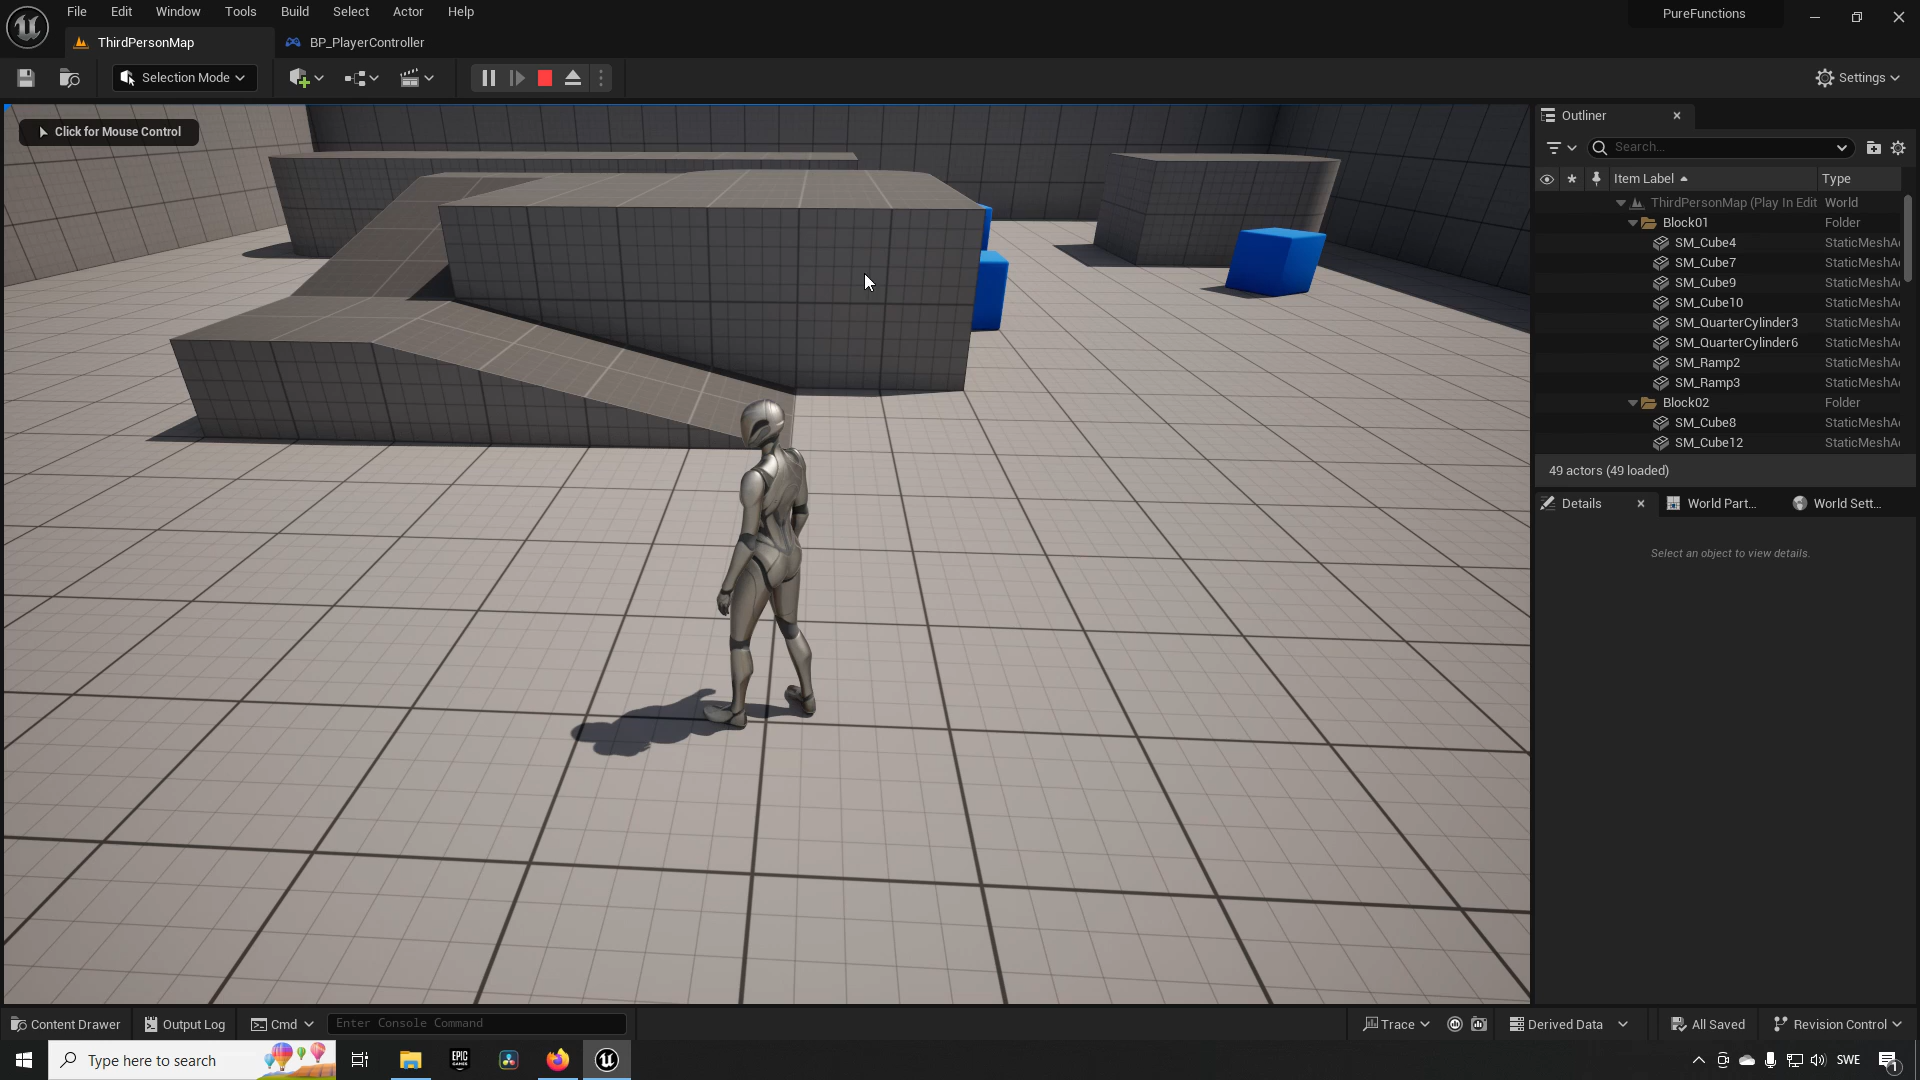 File Edit Window Tools Build Select Actor Help
PureFunctions
ThirdPersonMap
BP_PlayerController
Selection Mode
Settings
Click for Mouse Control
Outliner
Search...
Item Label
Type
ThirdPersonMap (Play In Edit World
Block01 Folder
SM_Cube4 StaticMeshA
SM_Cube7 StaticMeshA
SM_Cube9 StaticMeshA
SM_Cube10 StaticMeshA
SM_QuarterCylinder3 StaticMeshA
SM_QuarterCylinder6 StaticMeshA
SM_Ramp2 StaticMeshA
SM_Ramp3 StaticMeshA
Block02 Folder
SM_Cube8 StaticMeshA
SM_Cube12 StaticMeshA
49 actors (49 loaded)
Details
World Part...
World Sett...
Select an object to view details.
Content Drawer
Output Log
Cmd
Enter Console Command
Trace
Derived Data
All Saved
Revision Control
Type here to search
EPIC GAMES
SWE
1